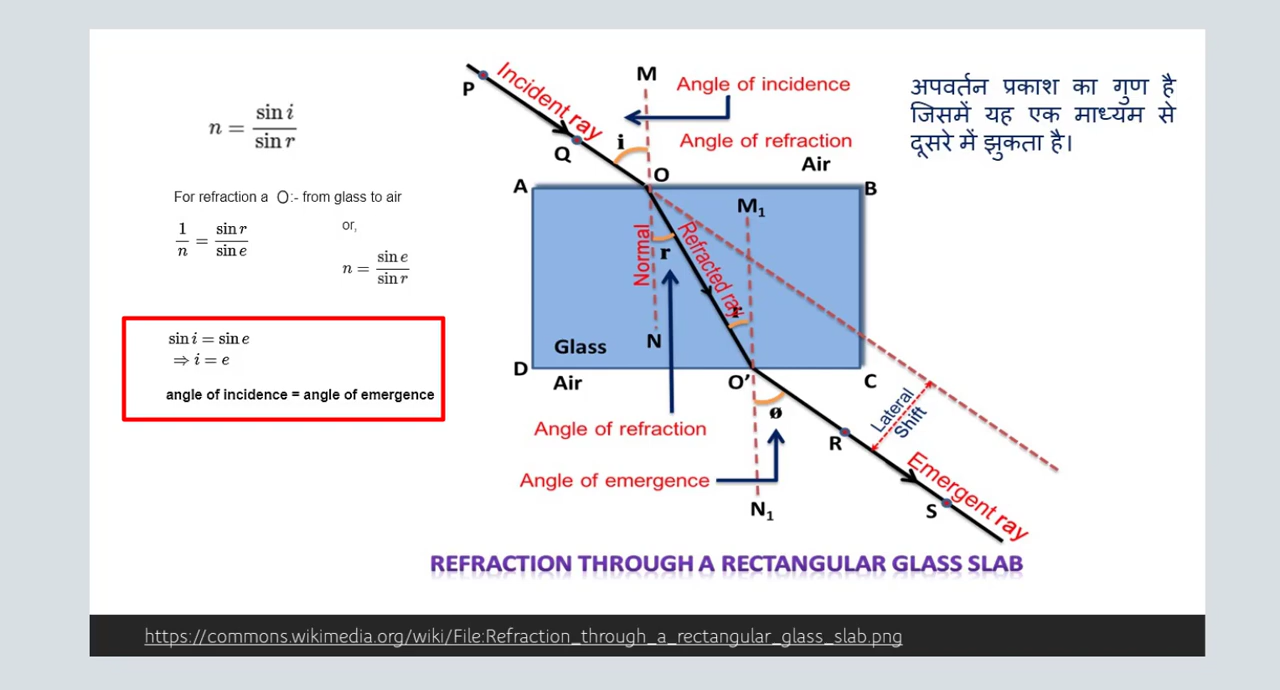 n = sin i / sin r
For refraction a O:- from glass to air
1/n = sin r / sin e
or,
n = sin e / sin r
sin i = sin e
⇒ i = e
angle of incidence = angle of emergence
P
Incident ray
M
Angle of incidence
Q
i
Angle of refraction
Air
O
A
B
M₁
Normal
r
Refracted ray
i
Glass
N
D
Air
O’
C
ø
Lateral
Shift
Angle of refraction
R
Angle of emergence
Emergent ray
S
N₁
REFRACTION THROUGH A RECTANGULAR GLASS SLAB
अपवर्तन प्रकाश का गुण है
जिसमें यह एक माध्यम से
दूसरे में झुकता है।
https://commons.wikimedia.org/wiki/File:Refraction_through_a_rectangular_glass_slab.png